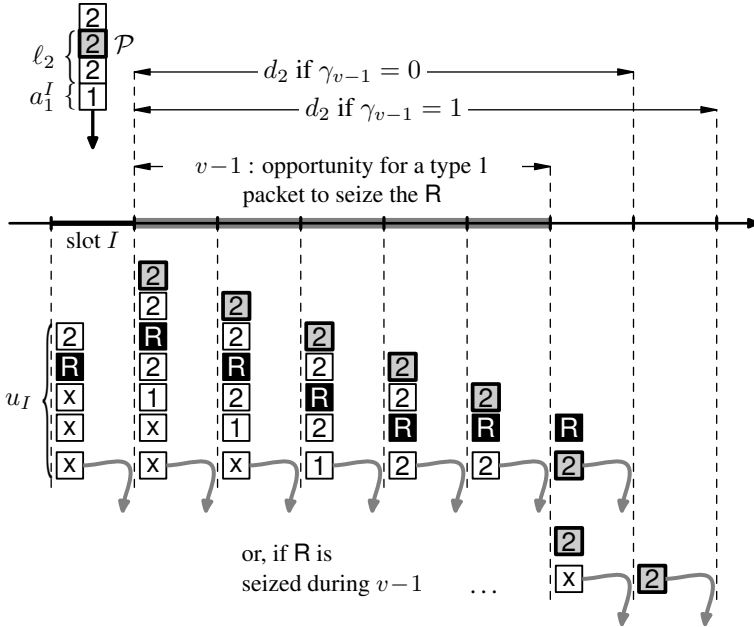 2
2 𝒫
ℓ₂
2
a₁ᴵ 1
d₂ if γᵥ₋₁ = 0
d₂ if γᵥ₋₁ = 1
v−1 : opportunity for a type 1
packet to seize the R
slot I
2
2 2
2 R 2 2
R 2 R 2 2
u_I x 1 2 R 2 2
x x 1 2 R R R
x x x 1 2 2 2
or, if R is
seized during v−1 ...
2
x 2